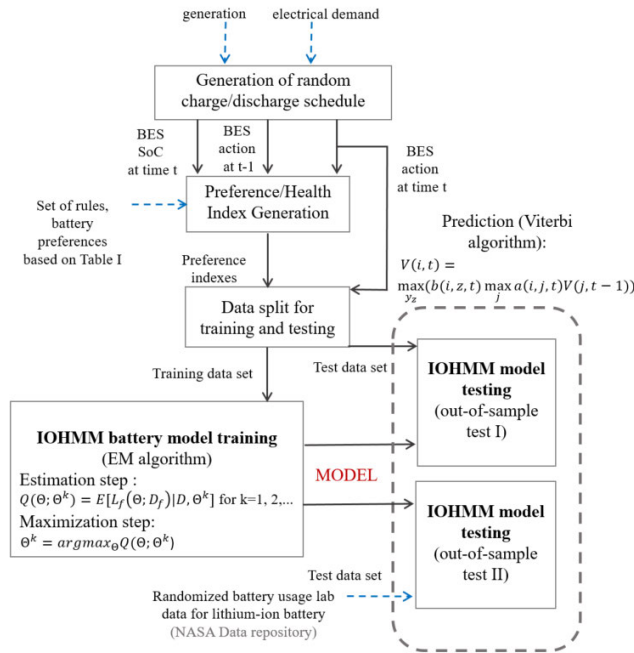 generation
electrical demand
Generation of random
charge/discharge schedule
BES
SoC
at time t
BES
action
at t-1
BES
action
at time t
Set of rules,
battery
preferences
based on Table I
Preference/Health
Index Generation
Prediction (Viterbi
algorithm):
V(i,t) =
max_{y_z}(b(i,z,t) max_j a(i,j,t)V(j,t−1))
Preference
indexes
Data split for
training and testing
Training data set
Test data set
IOHMM model
testing
(out-of-sample
test I)
IOHMM battery model training
(EM algorithm)
Estimation step :
Q(Θ;Θ^k) = E[L_f(Θ;D_f)|D,Θ^k] for k=1, 2,...
Maximization step:
Θ^k = argmax_Θ Q(Θ;Θ^k)
MODEL
IOHMM model
testing
(out-of-sample
test II)
Test data set
Randomized battery usage lab
data for lithium-ion battery
(NASA Data repository)